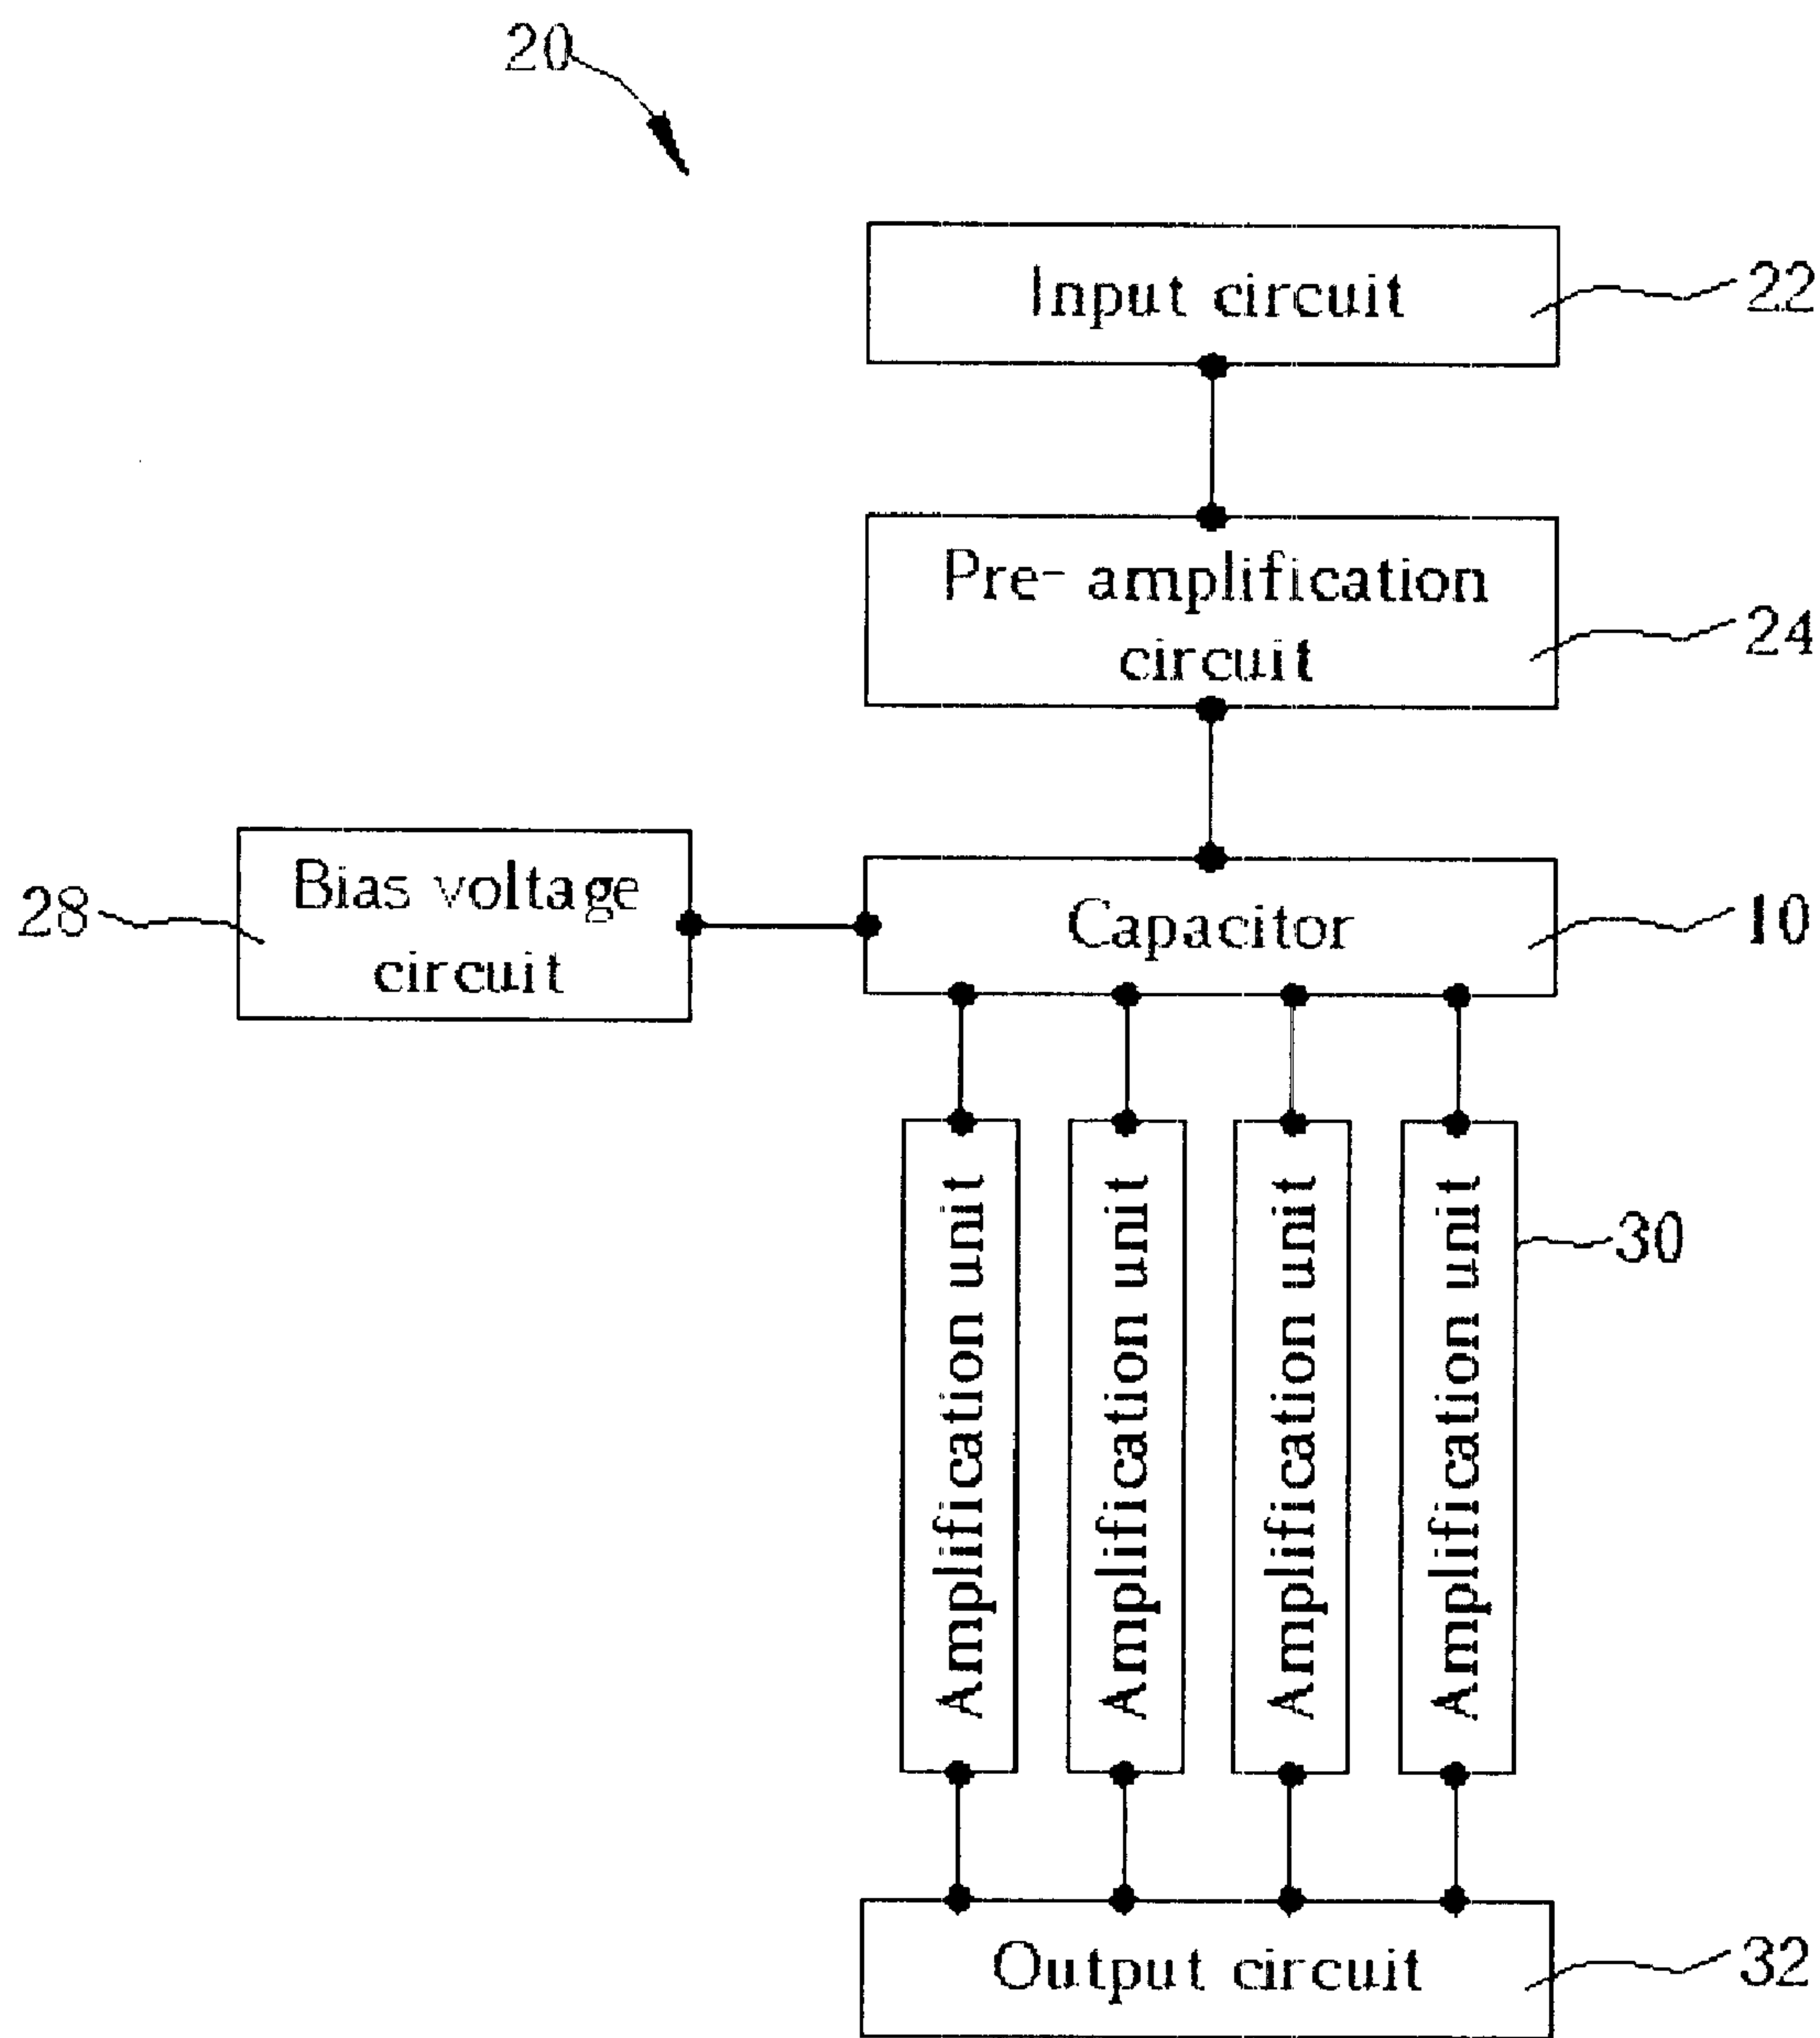 20
Input circuit
22
Pre- amplification
circuit
24
Bias voltage
circuit
28
Capacitor
10
Amplification unit
Amplification unit
Amplification unit
Amplification unit
30
Output circuit
32